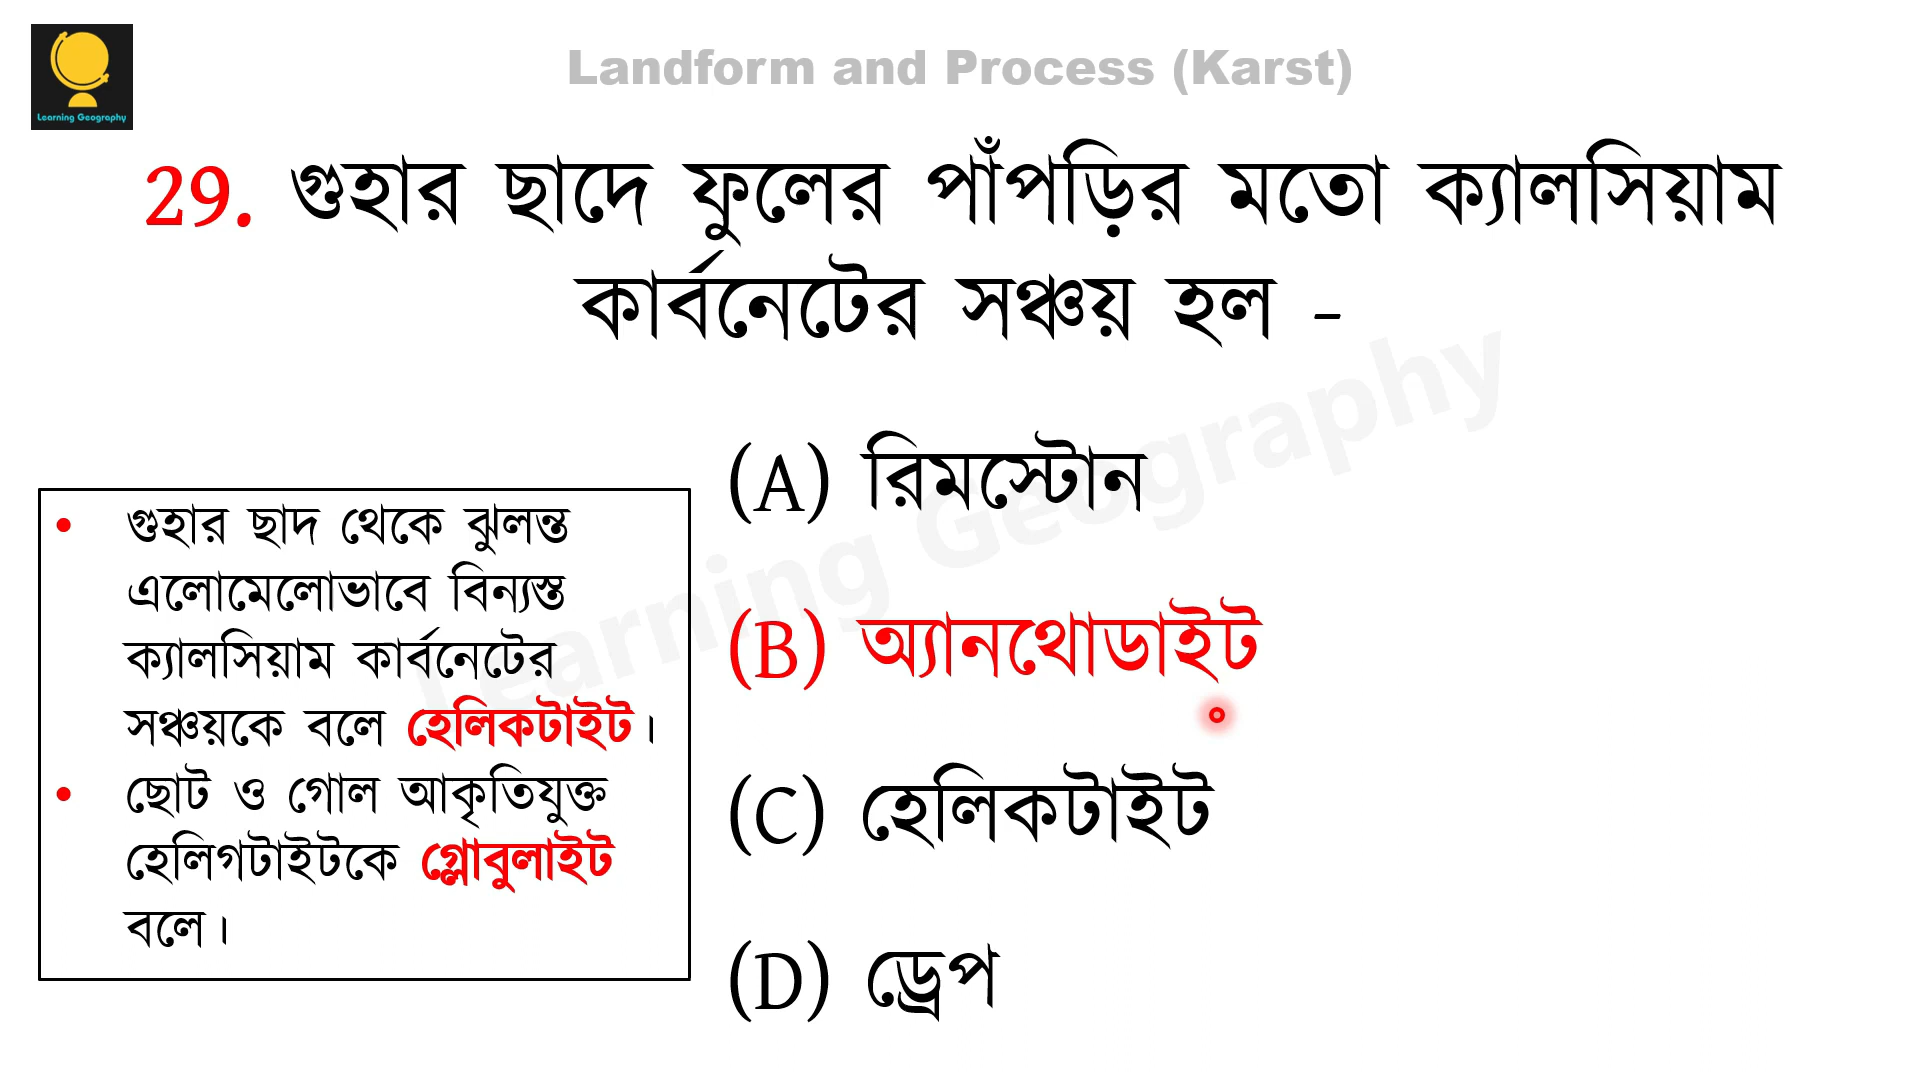 Learning Geography
Landform and Process (Karst)
29. গুহার ছাদে ফুলের পাঁপড়ির মতো ক্যালসিয়াম
কার্বনেটের সঞ্চয় হল -
(A) রিমস্টোন
(B) অ্যানথোডাইট
(C) হেলিকটাইট
(D) ড্রেপ
• গুহার ছাদ থেকে ঝুলন্ত
এলোমেলোভাবে বিন্যস্ত
ক্যালসিয়াম কার্বনেটের
সঞ্চয়কে বলে হেলিকটাইট।
• ছোট ও গোল আকৃতিযুক্ত
হেলিগটাইটকে গ্লোবুলাইট
বলে।
Learning Geography